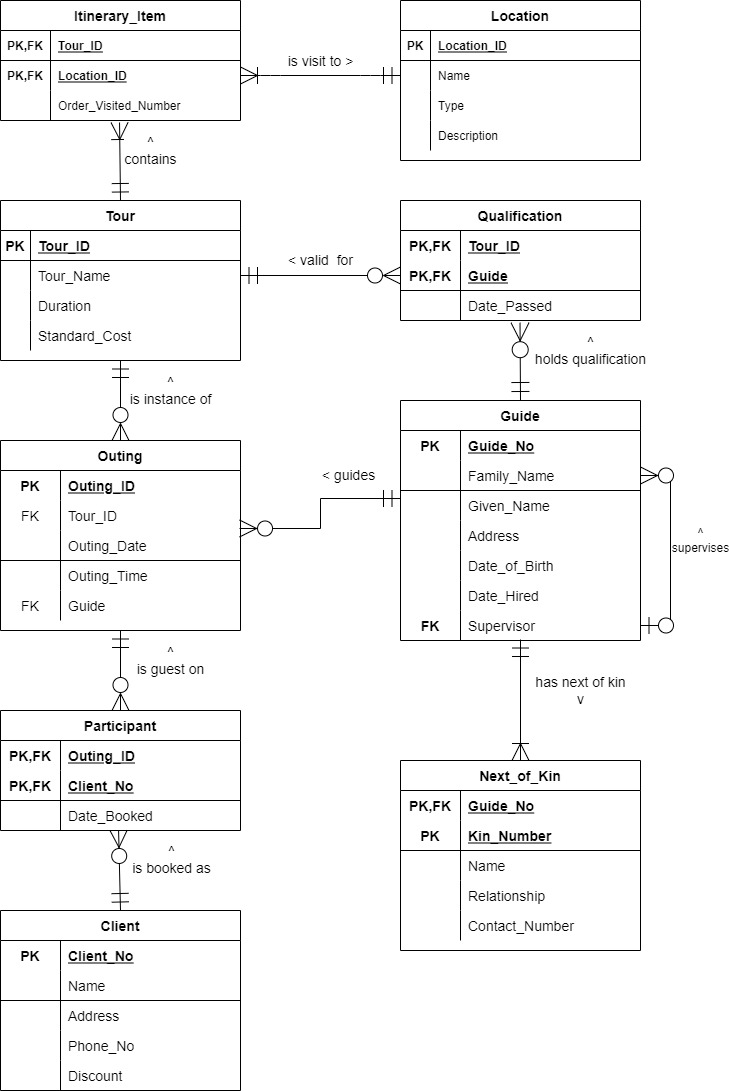 Itinerary_Item
PK,FK Tour_ID
PK,FK Location_ID
Order_Visited_Number
is visit to >
Location
PK Location_ID
Name
Type
Description
^
contains
Tour
PK Tour_ID
Tour_Name
Duration
Standard_Cost
< valid for
Qualification
PK,FK Tour_ID
PK,FK Guide
Date_Passed
^
holds qualification
^
is instance of
Outing
PK Outing_ID
FK Tour_ID
Outing_Date
Outing_Time
FK Guide
< guides
Guide
PK Guide_No
Family_Name
Given_Name
Address
Date_of_Birth
Date_Hired
FK Supervisor
^
supervises
^
is guest on
has next of kin
v
Participant
PK,FK Outing_ID
PK,FK Client_No
Date_Booked
Next_of_Kin
PK,FK Guide_No
PK Kin_Number
Name
Relationship
Contact_Number
^
is booked as
Client
PK Client_No
Name
Address
Phone_No
Discount